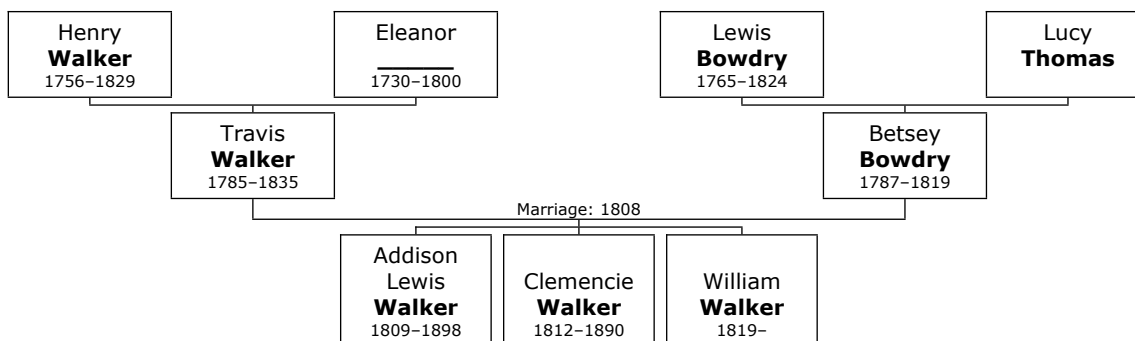 Henry
Walker
1756–1829
Eleanor
______
1730–1800
Lewis
Bowdry
1765–1824
Lucy
Thomas
Travis
Walker
1785–1835
Betsey
Bowdry
1787–1819
Marriage: 1808
Addison
Lewis
Walker
1809–1898
Clemencie
Walker
1812–1890
William
Walker
1819–